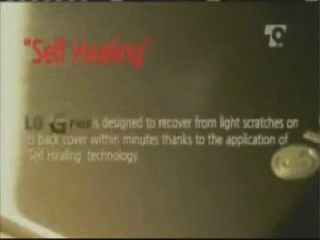 "Self Healing"
LG G is designed to recover from light scratches on
its back cover within minutes thanks to the application of
'Self Healing' technology